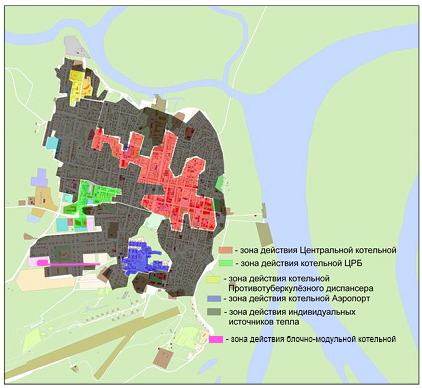 - зона действия Центральной котельной
- зона действия котельной ЦРБ
- зона действия котельной
Противотуберкулёзного диспансера
- зона действия котельной Аэропорт
- зона действия индивидуальных
источников тепла
- зона действия блочно-модульной котельной